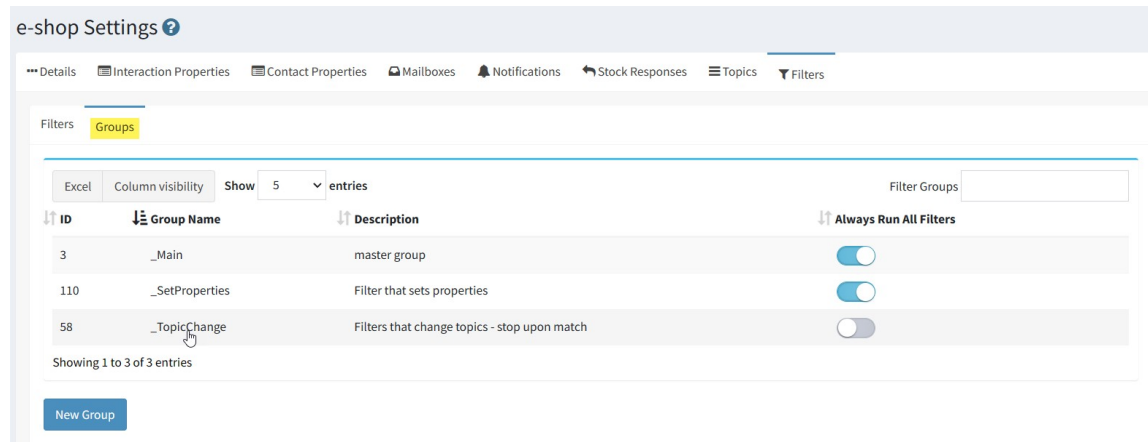 e-shop Settings
Details Interaction Properties Contact Properties Mailboxes Notifications Stock Responses Topics Filters
Filters Groups
Excel Column visibility Show 5 entries Filter Groups
ID Group Name Description Always Run All Filters
3 _Main master group
110 _SetProperties Filter that sets properties
58 _TopicChange Filters that change topics - stop upon match
Showing 1 to 3 of 3 entries
New Group